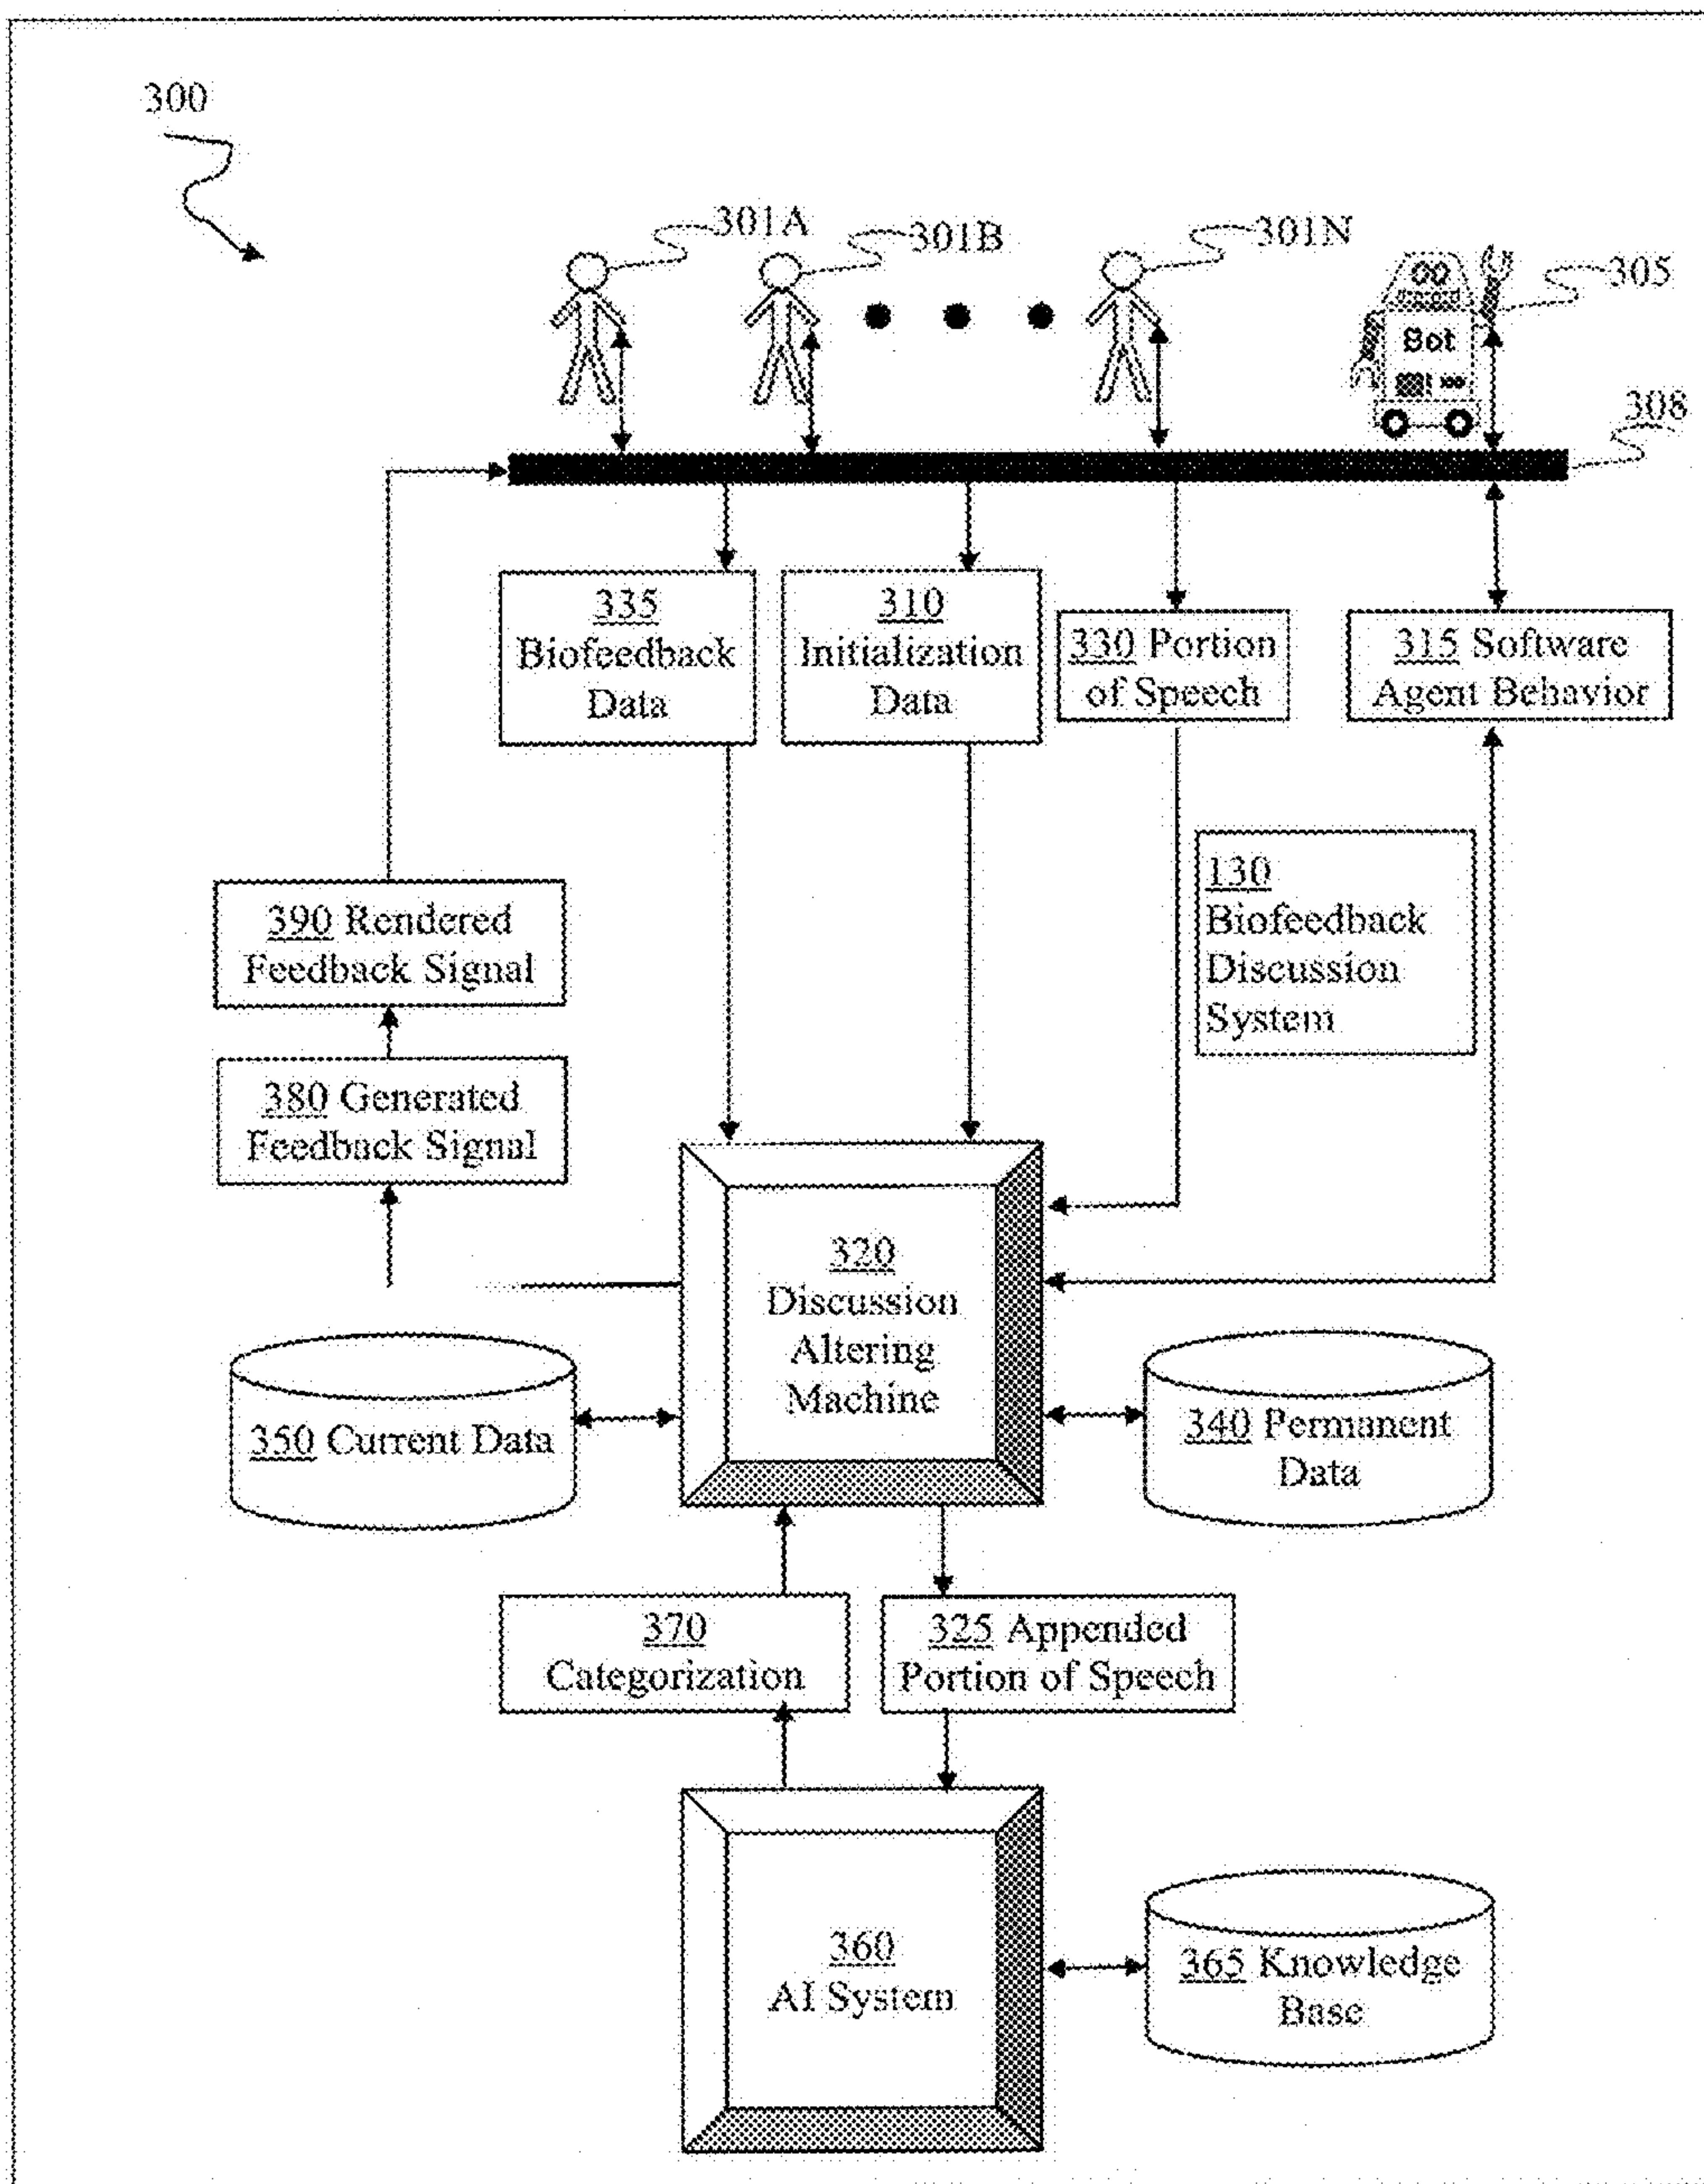 300
301A
301B
301N
305
Bot
308
335
Biofeedback
Data
310
Initialization
Data
330 Portion
of Speech
315 Software
Agent Behavior
130
Biofeedback
Discussion
System
390 Rendered
Feedback Signal
380 Generated
Feedback Signal
320
Discussion
Altering
Machine
350 Current Data
340 Permanent
Data
370
Categorization
325 Appended
Portion of Speech
360
AI System
365 Knowledge
Base